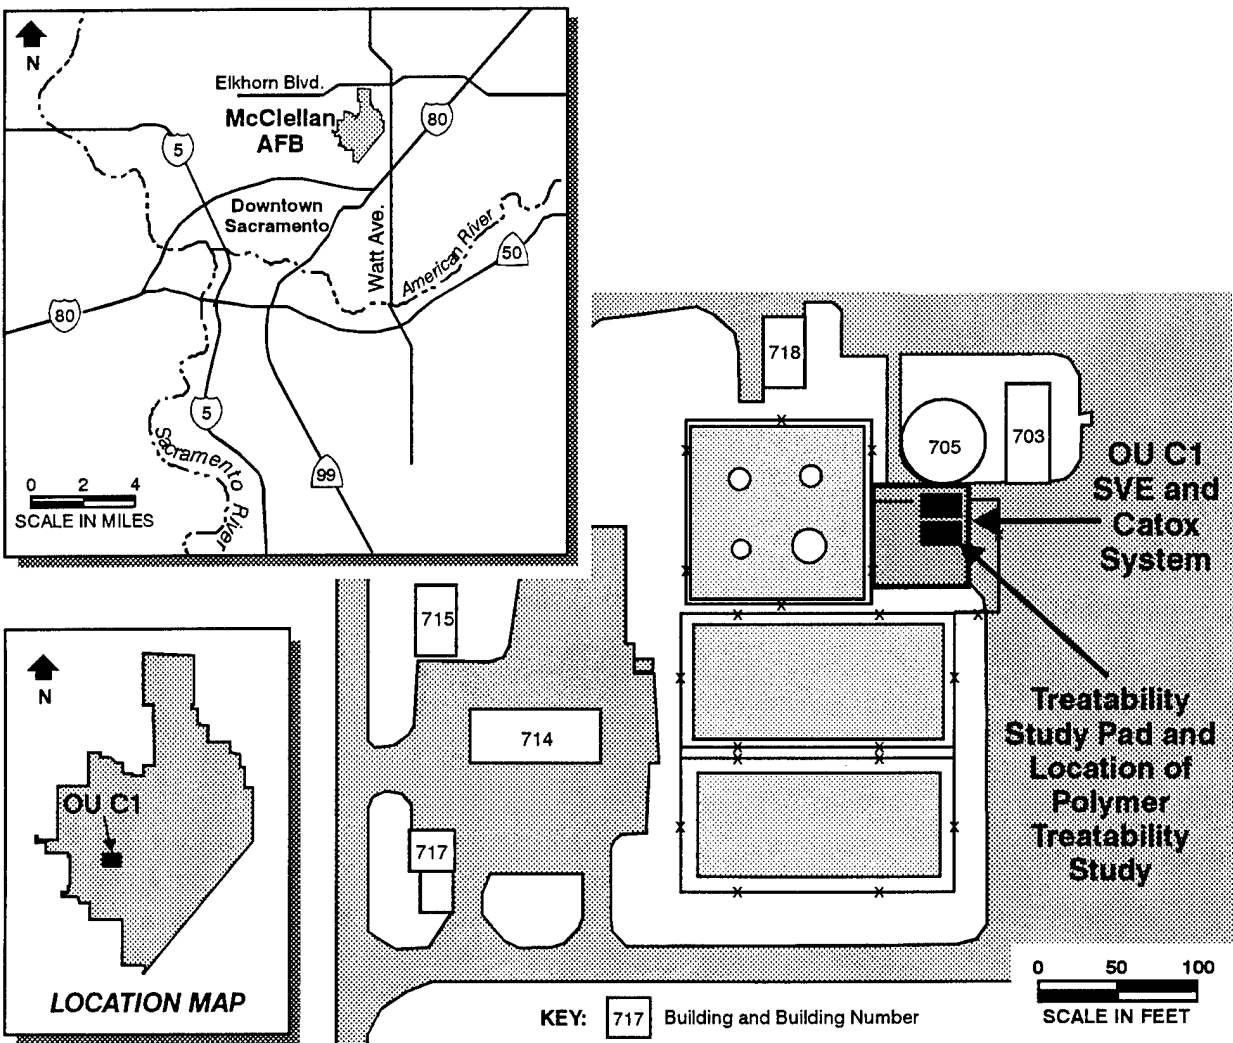 N
Elkhorn Blvd.
McClellan
AFB
80
5
Downtown
Sacramento
Watt Ave.
American River
50
80
5
Sacramento River
99
0 2 4
SCALE IN MILES
718
705
703
OU C1
SVE and
Catox
System
715
714
717
Treatability
Study Pad and
Location of
Polymer
Treatability
Study
N
OU C1
LOCATION MAP
0 50 100
SCALE IN FEET
KEY: 717 Building and Building Number